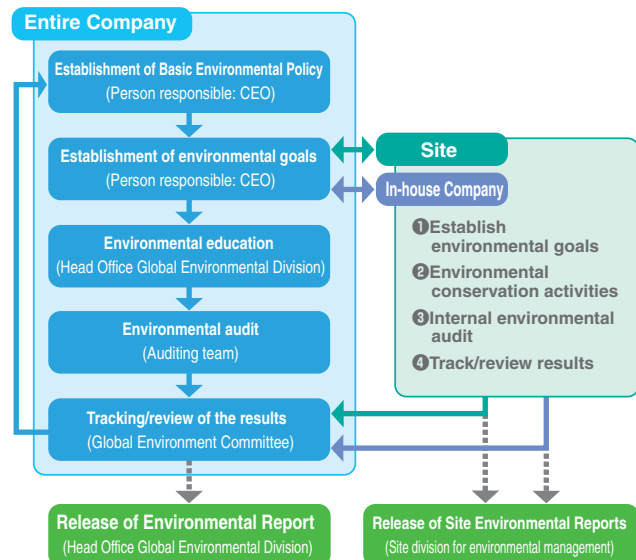 Entire Company
Establishment of Basic Environmental Policy
(Person responsible: CEO)
Establishment of environmental goals
(Person responsible: CEO)
Environmental education
(Head Office Global Environmental Division)
Environmental audit
(Auditing team)
Tracking/review of the results
(Global Environment Committee)
Site
In-house Company
❶Establish
environmental goals
❷Environmental
conservation activities
❸Internal environmental
audit
❹Track/review results
Release of Environmental Report
(Head Office Global Environmental Division)
Release of Site Environmental Reports
(Site division for environmental management)